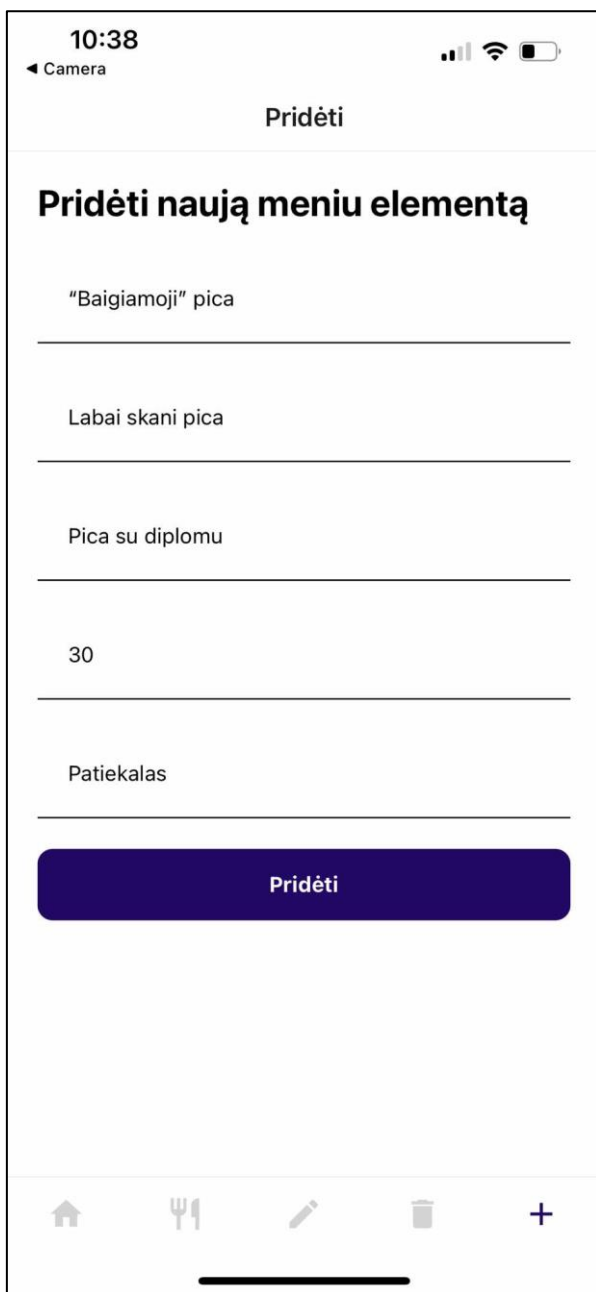 10:38
◀ Camera
Pridėti
Pridėti naują meniu elementą
“Baigiamoji” pica
Labai skani pica
Pica su diplomu
30
Patiekalas
Pridėti